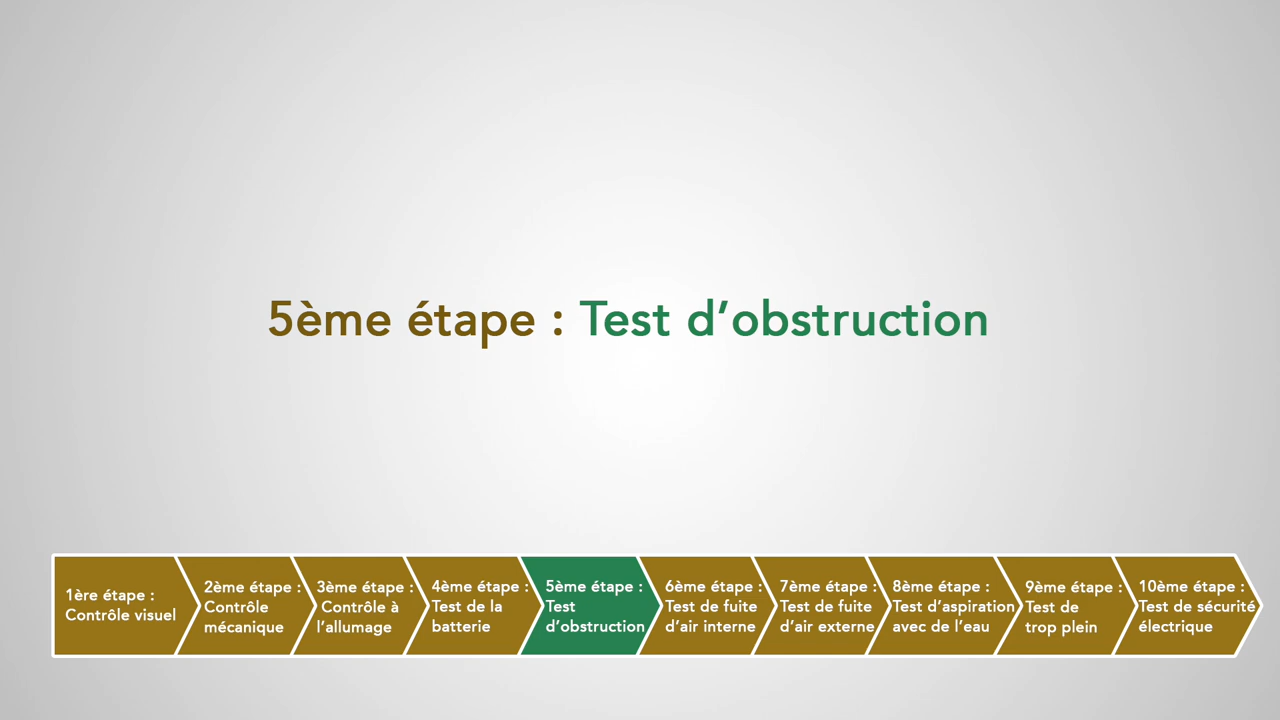 5ème étape : Test d’obstruction
1ère étape :
Contrôle visuel
2ème étape :
Contrôle
mécanique
3ème étape :
Contrôle à
l’allumage
4ème étape :
Test de la
batterie
5ème étape :
Test
d’obstruction
6ème étape :
Test de fuite
d’air interne
7ème étape :
Test de fuite
d’air externe
8ème étape :
Test d’aspiration
avec de l’eau
9ème étape :
Test de
trop plein
10ème étape :
Test de sécurité
électrique